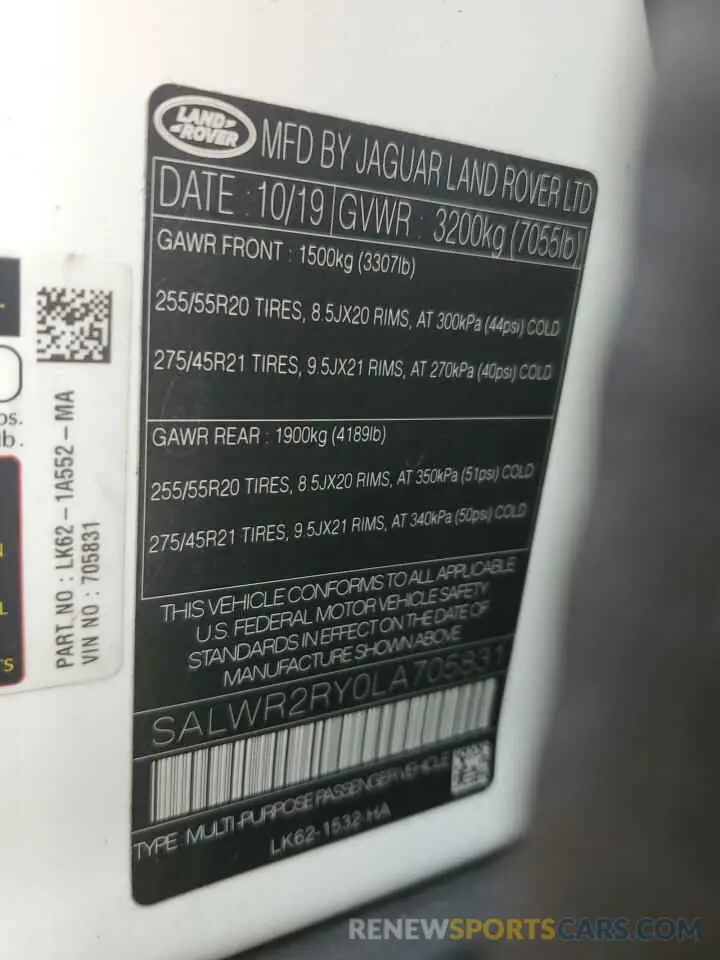 LAND ROVER
MFD BY JAGUAR LAND ROVER LTD
DATE : 10/19 GVWR : 3200kg (7055lb)
GAWR FRONT : 1500kg (3307lb)
255/55R20 TIRES, 8.5JX20 RIMS, AT 300kPa (44psi) COLD
275/45R21 TIRES, 9.5JX21 RIMS, AT 270kPa (40psi) COLD
GAWR REAR : 1900kg (4189lb)
255/55R20 TIRES, 8.5JX20 RIMS, AT 350kPa (51psi) COLD
275/45R21 TIRES, 9.5JX21 RIMS, AT 340kPa (50psi) COLD
THIS VEHICLE CONFORMS TO ALL APPLICABLE
U.S. FEDERAL MOTOR VEHICLE SAFETY
STANDARDS IN EFFECT ON THE DATE OF
MANUFACTURE SHOWN ABOVE
SALWR2RY0LA705831
TYPE: MULTI-PURPOSE PASSENGER VEHICLE
LK62-1532-HA
PART NO : LK62-1A552-MA
VIN NO : 705831
lb.
RENEWSPORTSCARS.COM